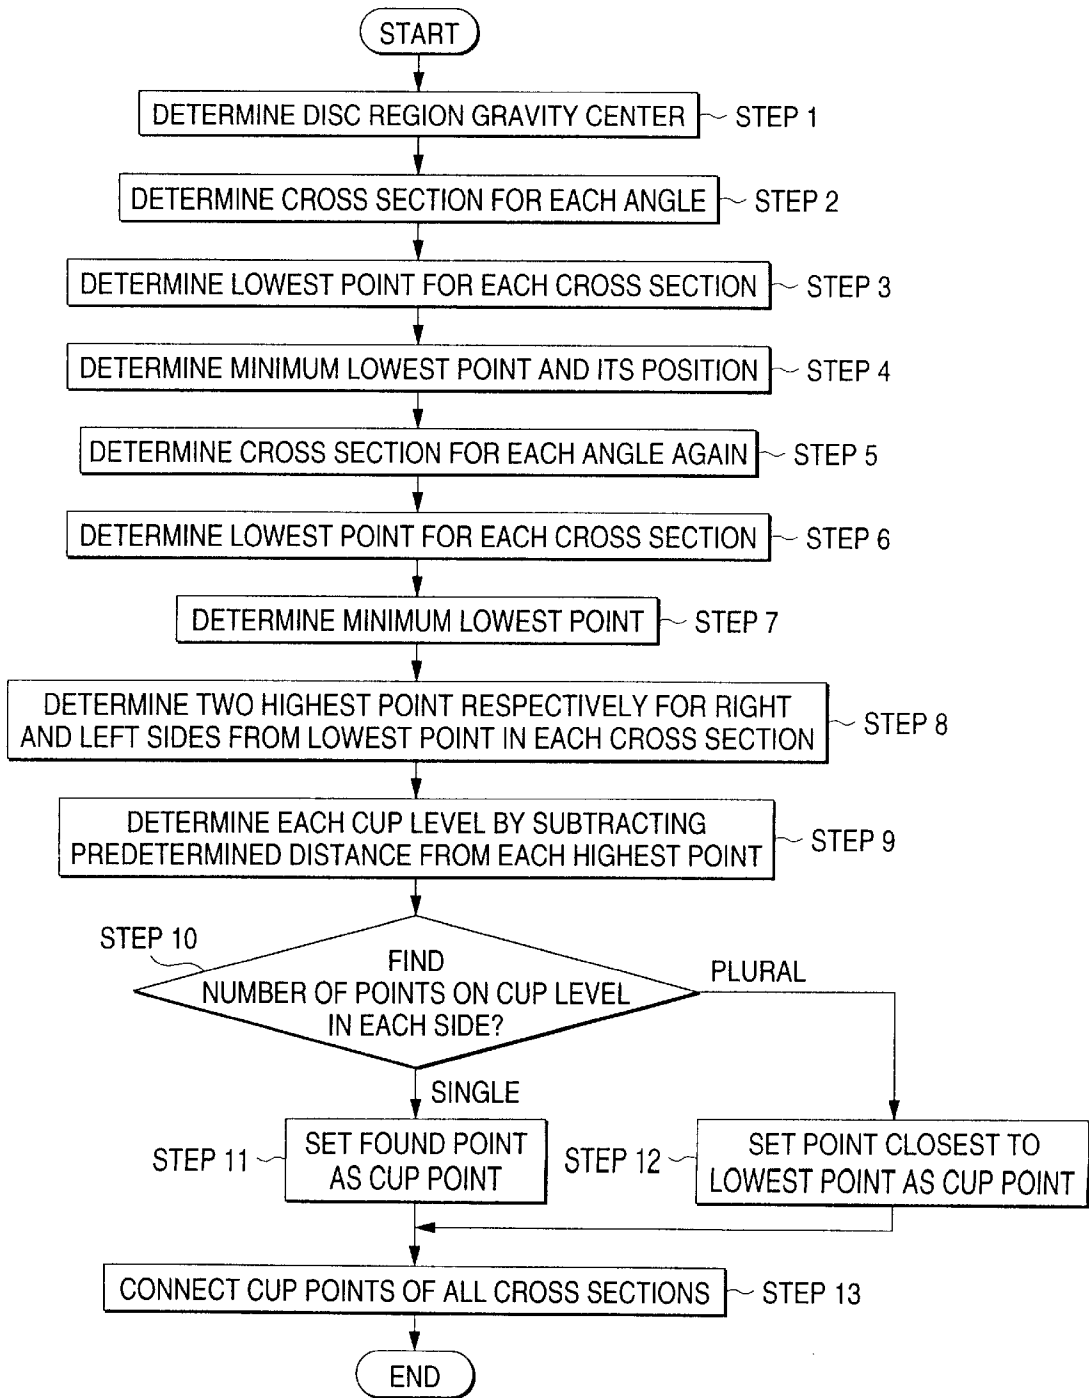 START
DETERMINE DISC REGION GRAVITY CENTER
STEP 1
DETERMINE CROSS SECTION FOR EACH ANGLE
STEP 2
DETERMINE LOWEST POINT FOR EACH CROSS SECTION
STEP 3
DETERMINE MINIMUM LOWEST POINT AND ITS POSITION
STEP 4
DETERMINE CROSS SECTION FOR EACH ANGLE AGAIN
STEP 5
DETERMINE LOWEST POINT FOR EACH CROSS SECTION
STEP 6
DETERMINE MINIMUM LOWEST POINT
STEP 7
DETERMINE TWO HIGHEST POINT RESPECTIVELY FOR RIGHT
AND LEFT SIDES FROM LOWEST POINT IN EACH CROSS SECTION
STEP 8
DETERMINE EACH CUP LEVEL BY SUBTRACTING
PREDETERMINED DISTANCE FROM EACH HIGHEST POINT
STEP 9
STEP 10
FIND
NUMBER OF POINTS ON CUP LEVEL
IN EACH SIDE?
PLURAL
SINGLE
STEP 11
SET FOUND POINT
AS CUP POINT
STEP 12
SET POINT CLOSEST TO
LOWEST POINT AS CUP POINT
CONNECT CUP POINTS OF ALL CROSS SECTIONS
STEP 13
END